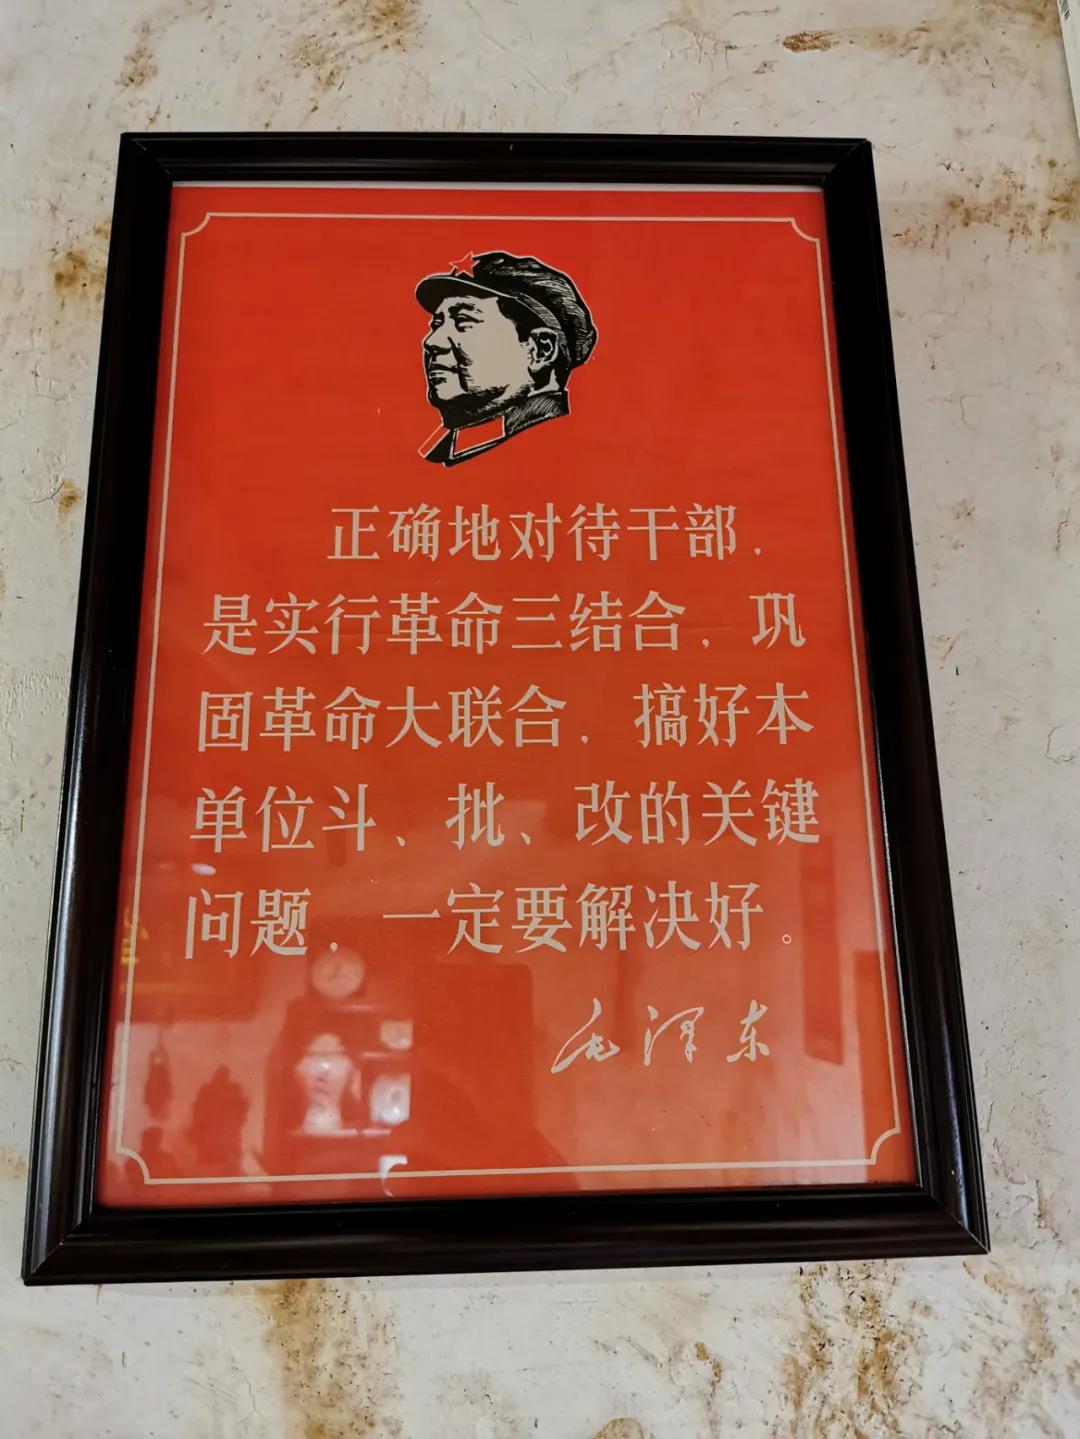 正确地对待干部，
是实行革命三结合，巩
固革命大联合，搞好本
单位斗、批、改的关键
问题，一定要解决好。
毛泽东